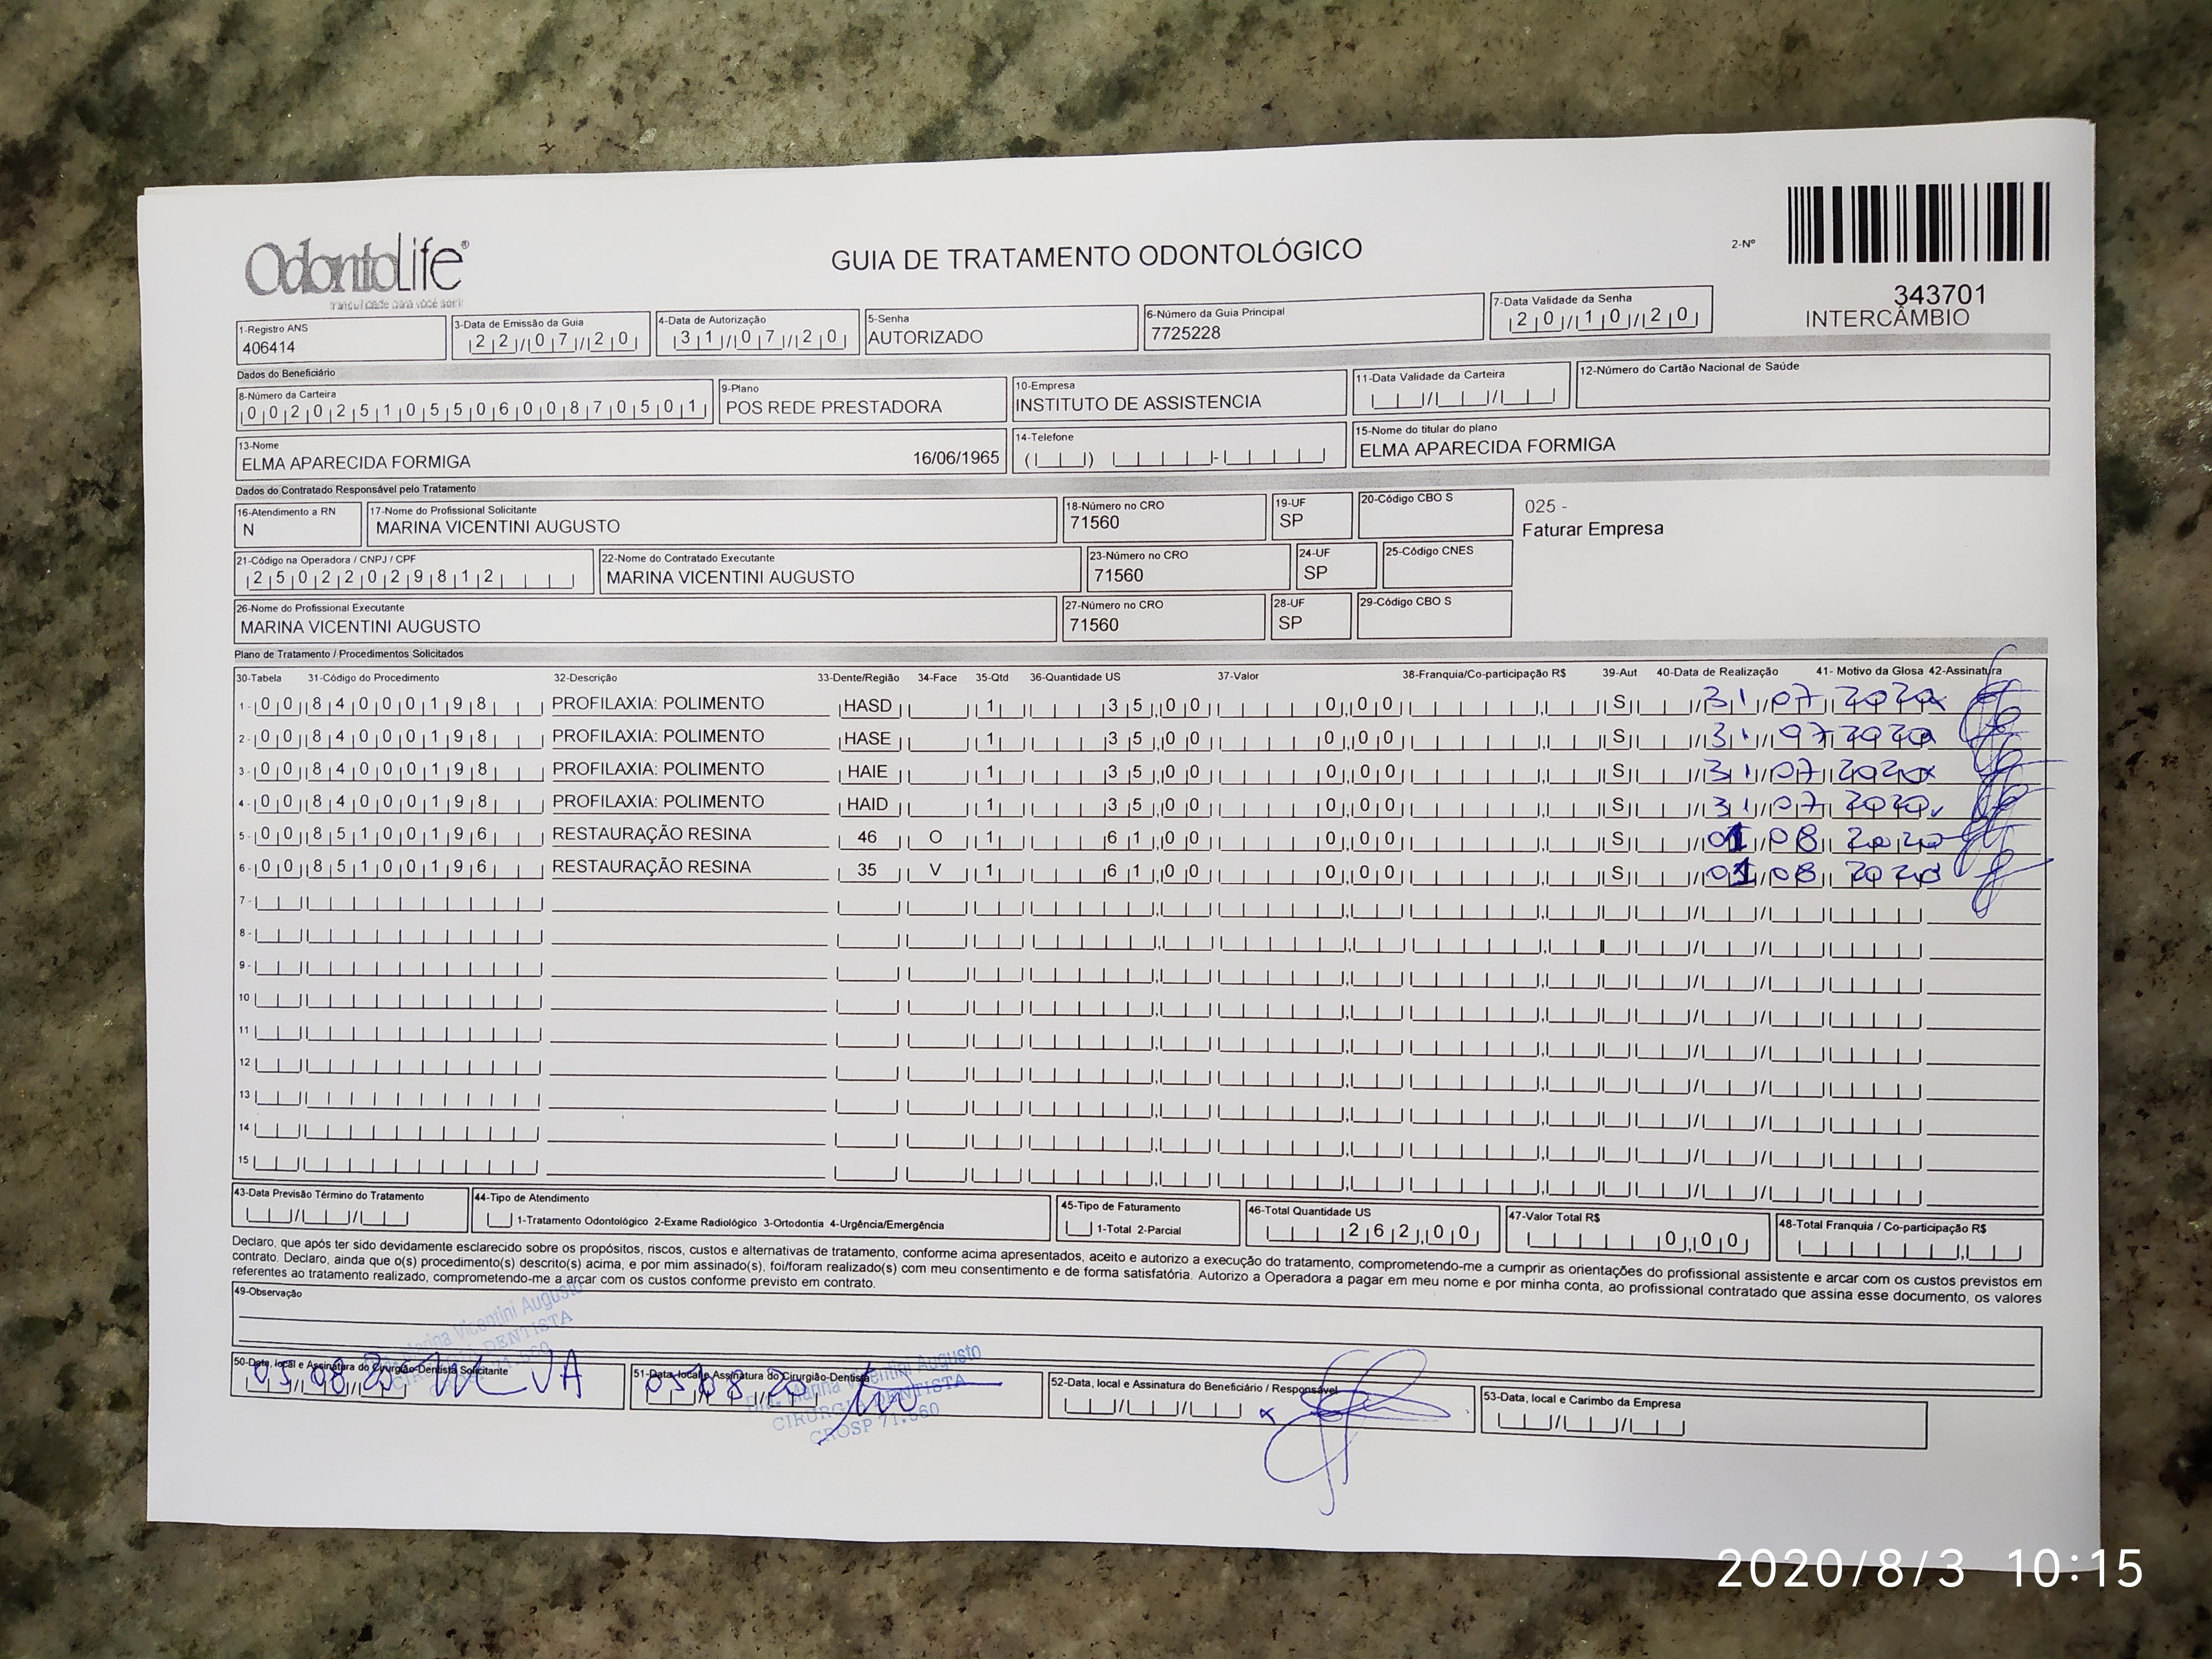 OdontoLife®
tranquilidade para você sorrir
GUIA DE TRATAMENTO ODONTOLÓGICO
2-Nº
343701
INTERCÂMBIO
1-Registro ANS
406414
3-Data de Emissão da Guia
22/07/20
4-Data de Autorização
31/07/20
5-Senha
AUTORIZADO
6-Número da Guia Principal
7725228
7-Data Validade da Senha
20/10/20
Dados do Beneficiário
8-Número da Carteira
00202510550600870501
9-Plano
POS REDE PRESTADORA
10-Empresa
INSTITUTO DE ASSISTENCIA
11-Data Validade da Carteira
12-Número do Cartão Nacional de Saúde
13-Nome
ELMA APARECIDA FORMIGA 16/06/1965
14-Telefone
15-Nome do titular do plano
ELMA APARECIDA FORMIGA
Dados do Contratado Responsável pelo Tratamento
16-Atendimento a RN
N
17-Nome do Profissional Solicitante
MARINA VICENTINI AUGUSTO
18-Número no CRO
71560
19-UF
SP
20-Código CBO S
025 -
Faturar Empresa
21-Código na Operadora / CNPJ / CPF
25022029812
22-Nome do Contratado Executante
MARINA VICENTINI AUGUSTO
23-Número no CRO
71560
24-UF
SP
25-Código CNES
26-Nome do Profissional Executante
MARINA VICENTINI AUGUSTO
27-Número no CRO
71560
28-UF
SP
29-Código CBO S
Plano de Tratamento / Procedimentos Solicitados
30-Tabela 31-Código do Procedimento 32-Descrição 33-Dente/Região 34-Face 35-Qtd 36-Quantidade US 37-Valor 38-Franquia/Co-participação R$ 39-Aut 40-Data de Realização 41- Motivo da Glosa 42-Assinatura
1- 00 84000198 PROFILAXIA: POLIMENTO HASD 1 35,00 0,00 S 31/07/2020
2- 00 84000198 PROFILAXIA: POLIMENTO HASE 1 35,00 0,00 S 31/07/2020
3- 00 84000198 PROFILAXIA: POLIMENTO HAIE 1 35,00 0,00 S 31/07/2020
4- 00 84000198 PROFILAXIA: POLIMENTO HAID 1 35,00 0,00 S 31/07/2020
5- 00 85100196 RESTAURAÇÃO RESINA 46 O 1 61,00 0,00 S 01/08/2020
6- 00 85100196 RESTAURAÇÃO RESINA 35 V 1 61,00 0,00 S 01/08/2020
7-
8-
9-
10
11
12
13
14
15
43-Data Previsão Término do Tratamento
44-Tipo de Atendimento
1-Tratamento Odontológico 2-Exame Radiológico 3-Ortodontia 4-Urgência/Emergência
45-Tipo de Faturamento
1-Total 2-Parcial
46-Total Quantidade US
262,00
47-Valor Total R$
0,00
48-Total Franquia / Co-participação R$
Declaro, que após ter sido devidamente esclarecido sobre os propósitos, riscos, custos e alternativas de tratamento, conforme acima apresentados, aceito e autorizo a execução do tratamento, comprometendo-me a cumprir as orientações do profissional assistente e arcar com os custos previstos em
contrato. Declaro, ainda que o(s) procedimento(s) descrito(s) acima, e por mim assinado(s), foi/foram realizado(s) com meu consentimento e de forma satisfatória. Autorizo a Operadora a pagar em meu nome e por minha conta, ao profissional contratado que assina esse documento, os valores
referentes ao tratamento realizado, comprometendo-me a arcar com os custos conforme previsto em contrato.
49-Observação
Marina Vicentini Augusto
50-Data, local e Assinatura do Cirurgião-Dentista Solicitante
51-Data, local e Assinatura do Cirurgião-Dentista
Dra. Marina Vicentini Augusto
CIRURGIÃ DENTISTA
CROSP 71.560
52-Data, local e Assinatura do Beneficiário / Responsável
53-Data, local e Carimbo da Empresa
2020/8/3 10:15